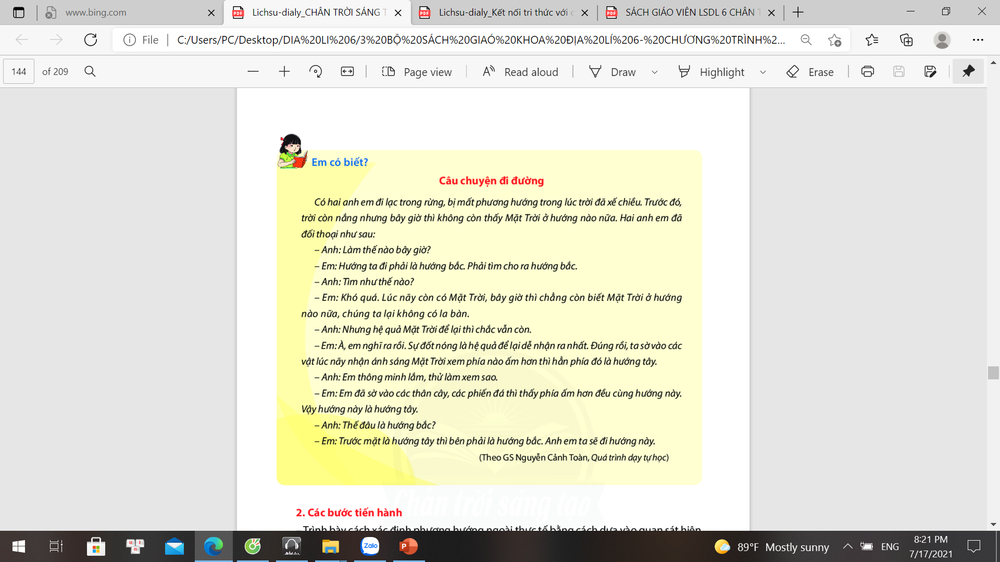 www.bing.com
Lichsu-dialy_CHÂN TRỜI SÁNG T
Lichsu-dialy_Kết nối tri thức với c
SÁCH GIÁO VIÊN LSDL 6 CHÂN T
File
C:/Users/PC/Desktop/DIA%20LI%206/3%20BỘ%20SÁCH%20GIAÓ%20KHOA%20ĐỊA%20LÍ%206-%20CHƯƠNG%20TRÌNH%2...
144 of 209
Page view
Read aloud
Draw
Highlight
Erase
Em có biết?
Câu chuyện đi đường
Có hai anh em đi lạc trong rừng, bị mất phương hướng trong lúc trời đã xế chiều. Trước đó,
trời còn nắng nhưng bây giờ thì không còn thấy Mặt Trời ở hướng nào nữa. Hai anh em đã
đối thoại như sau:
– Anh: Làm thế nào bây giờ?
– Em: Hướng ta đi phải là hướng bắc. Phải tìm cho ra hướng bắc.
– Anh: Tìm như thế nào?
– Em: Khó quá. Lúc nãy còn có Mặt Trời, bây giờ thì chẳng còn biết Mặt Trời ở hướng
nào nữa, chúng ta lại không có la bàn.
– Anh: Nhưng hệ quả Mặt Trời để lại thì chắc vẫn còn.
– Em: À, em nghĩ ra rồi. Sự đốt nóng là hệ quả để lại dễ nhận ra nhất. Đúng rồi, ta sờ vào các
vật lúc nãy nhận ánh sáng Mặt Trời xem phía nào ấm hơn thì hẳn phía đó là hướng tây.
– Anh: Em thông minh lắm, thử làm xem sao.
– Em: Em đã sờ vào các thân cây, các phiến đá thì thấy phía ấm hơn đều cùng hướng này.
Vậy hướng này là hướng tây.
– Anh: Thế đâu là hướng bắc?
– Em: Trước mặt là hướng tây thì bên phải là hướng bắc. Anh em ta sẽ đi hướng này.
(Theo GS Nguyễn Cảnh Toàn, Quá trình dạy tự học)
Chân trời sáng tạo
2. Các bước tiến hành
– Trình bày cách xác định phương hướng ngoài thực tế bằng cách dựa vào quan sát hiện
Zalo
89°F Mostly sunny
ENG
8:21 PM
7/17/2021